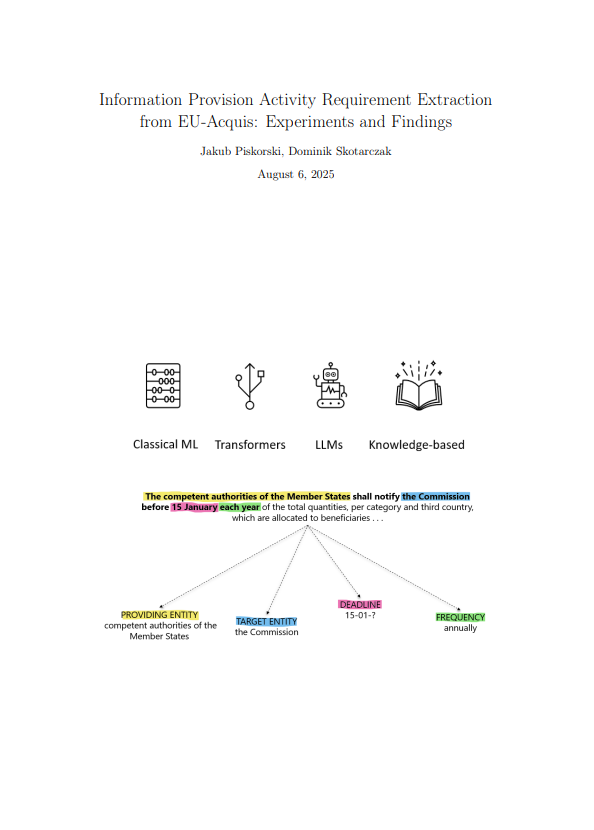 Information Provision Activity Requirement Extraction
from EU-Acquis: Experiments and Findings
Jakub Piskorski, Dominik Skotarczak
August 6, 2025
Classical ML Transformers LLMs Knowledge-based
The competent authorities of the Member States shall notify the Commission
before 15 January each year of the total quantities, per category and third country,
which are allocated to beneficiaries . . .
PROVIDING ENTITY
competent authorities of the
Member States
TARGET ENTITY
the Commission
DEADLINE
15-01-?
FREQUENCY
annually